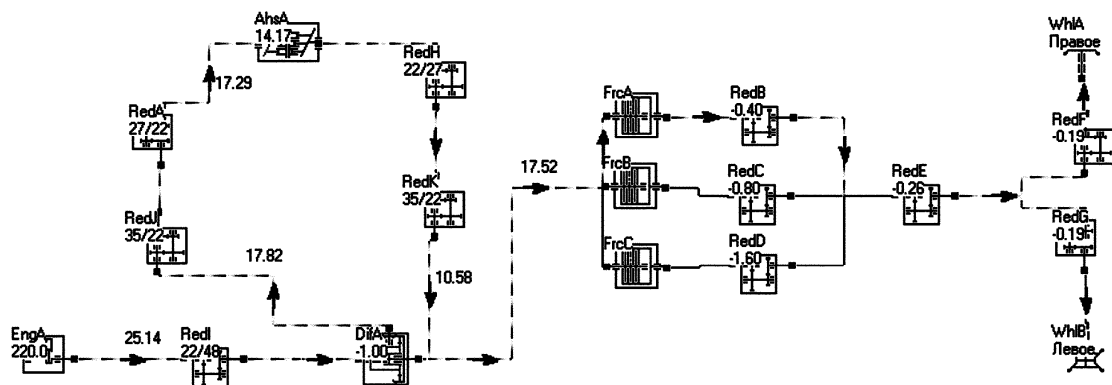 AhsA
14.17
RedH
22/27
17.29
RedA
27/22
RedJ
35/22
RedK
35/22
17.82
10.58
EngA
220.0
25.14
RedI
22/48
DifA
-1.00
17.52
FrcA
RedB
-0.40
FrcB
RedC
-0.80
FrcC
RedD
-1.60
RedE
-0.26
WhlA
Правое
RedF
-0.19
RedG
-0.19
WhlB
Левое